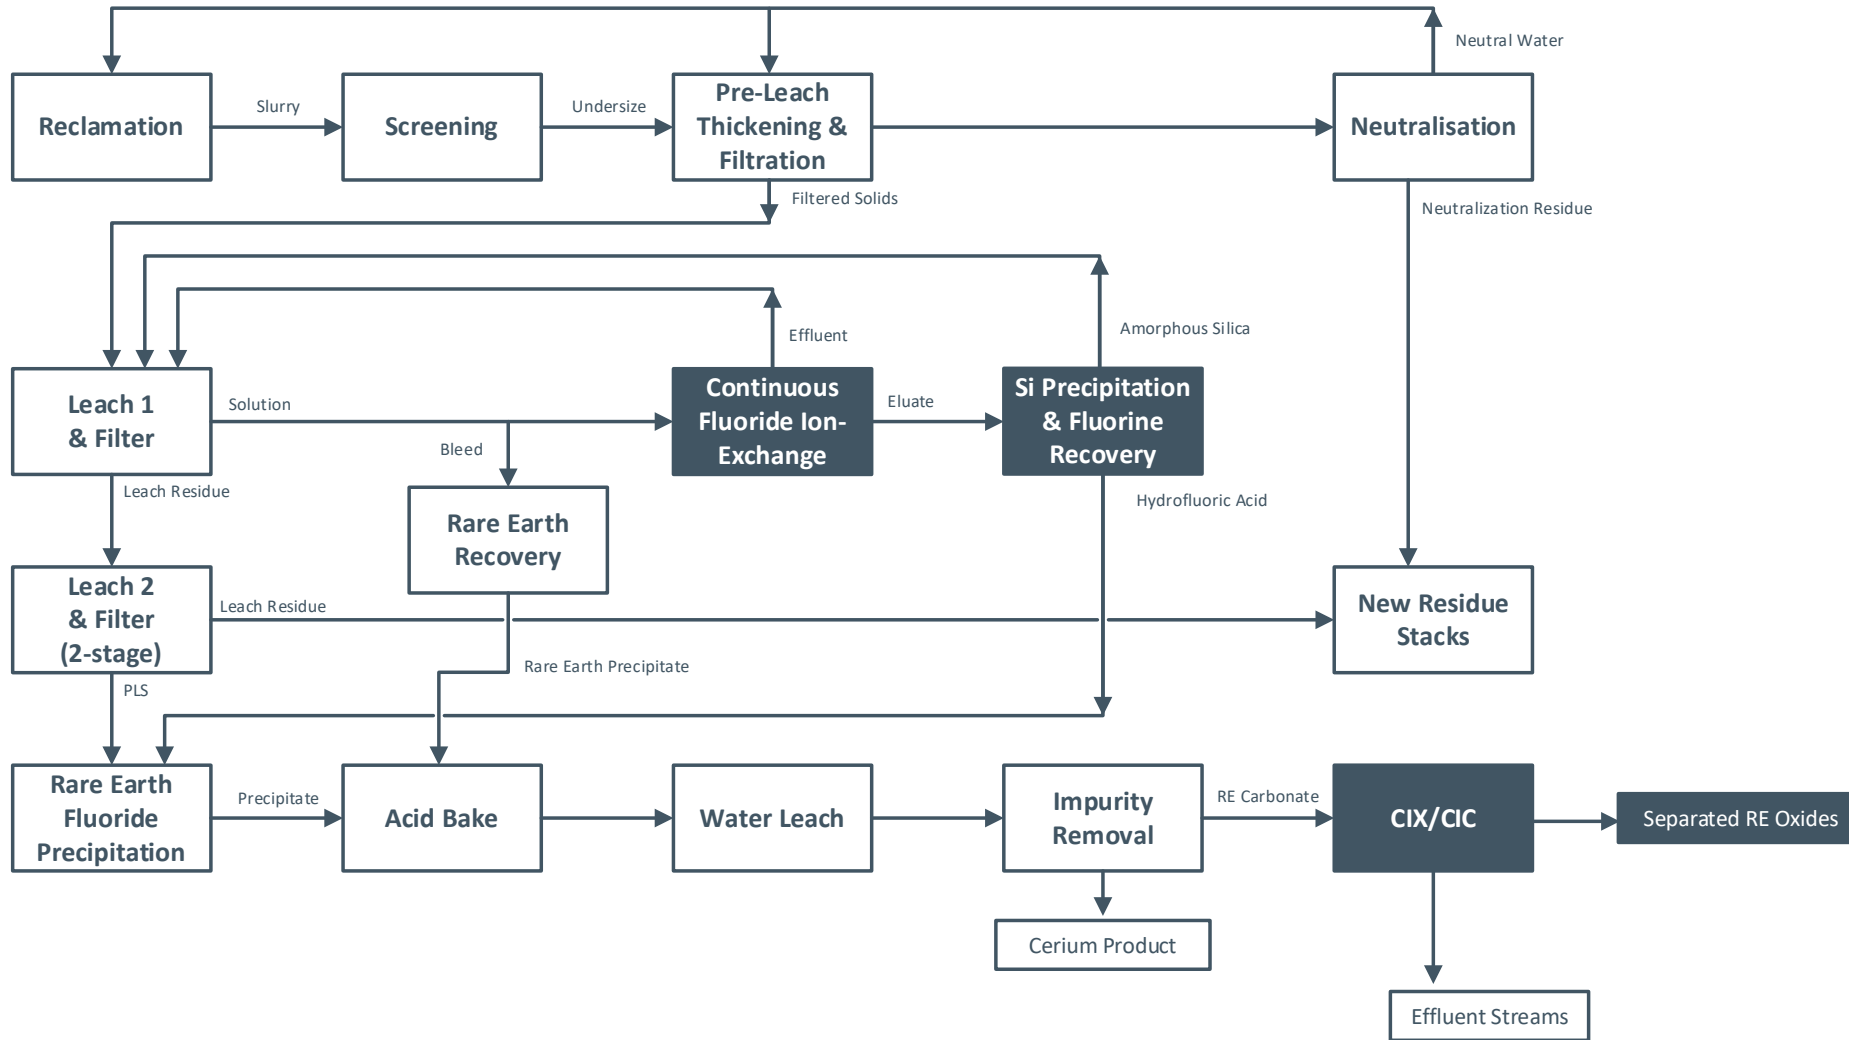 Neutral Water
Reclamation
Slurry
Screening
Undersize
Pre-Leach
Thickening &
Filtration
Neutralisation
Filtered Solids
Neutralization Residue
Effluent
Amorphous Silica
Leach 1
& Filter
Solution
Bleed
Continuous
Fluoride Ion-
Exchange
Eluate
Si Precipitation
& Fluorine
Recovery
Leach Residue
Hydrofluoric Acid
Rare Earth
Recovery
Leach 2
& Filter
(2-stage)
Leach Residue
New Residue
Stacks
Rare Earth Precipitate
PLS
Rare Earth
Fluoride
Precipitation
Precipitate
Acid Bake
Water Leach
Impurity
Removal
RE Carbonate
CIX/CIC
Separated RE Oxides
Cerium Product
Effluent Streams